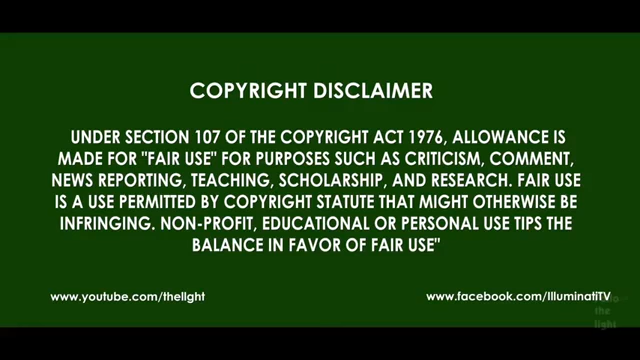 COPYRIGHT DISCLAIMER
UNDER SECTION 107 OF THE COPYRIGHT ACT 1976, ALLOWANCE IS
MADE FOR "FAIR USE" FOR PURPOSES SUCH AS CRITICISM, COMMENT,
NEWS REPORTING, TEACHING, SCHOLARSHIP, AND RESEARCH. FAIR USE
IS A USE PERMITTED BY COPYRIGHT STATUTE THAT MIGHT OTHERWISE BE
INFRINGING. NON-PROFIT, EDUCATIONAL OR PERSONAL USE TIPS THE
BALANCE IN FAVOR OF FAIR USE"
www.youtube.com/thelIght
www.facebook.com/IlluminatiTV
the
light